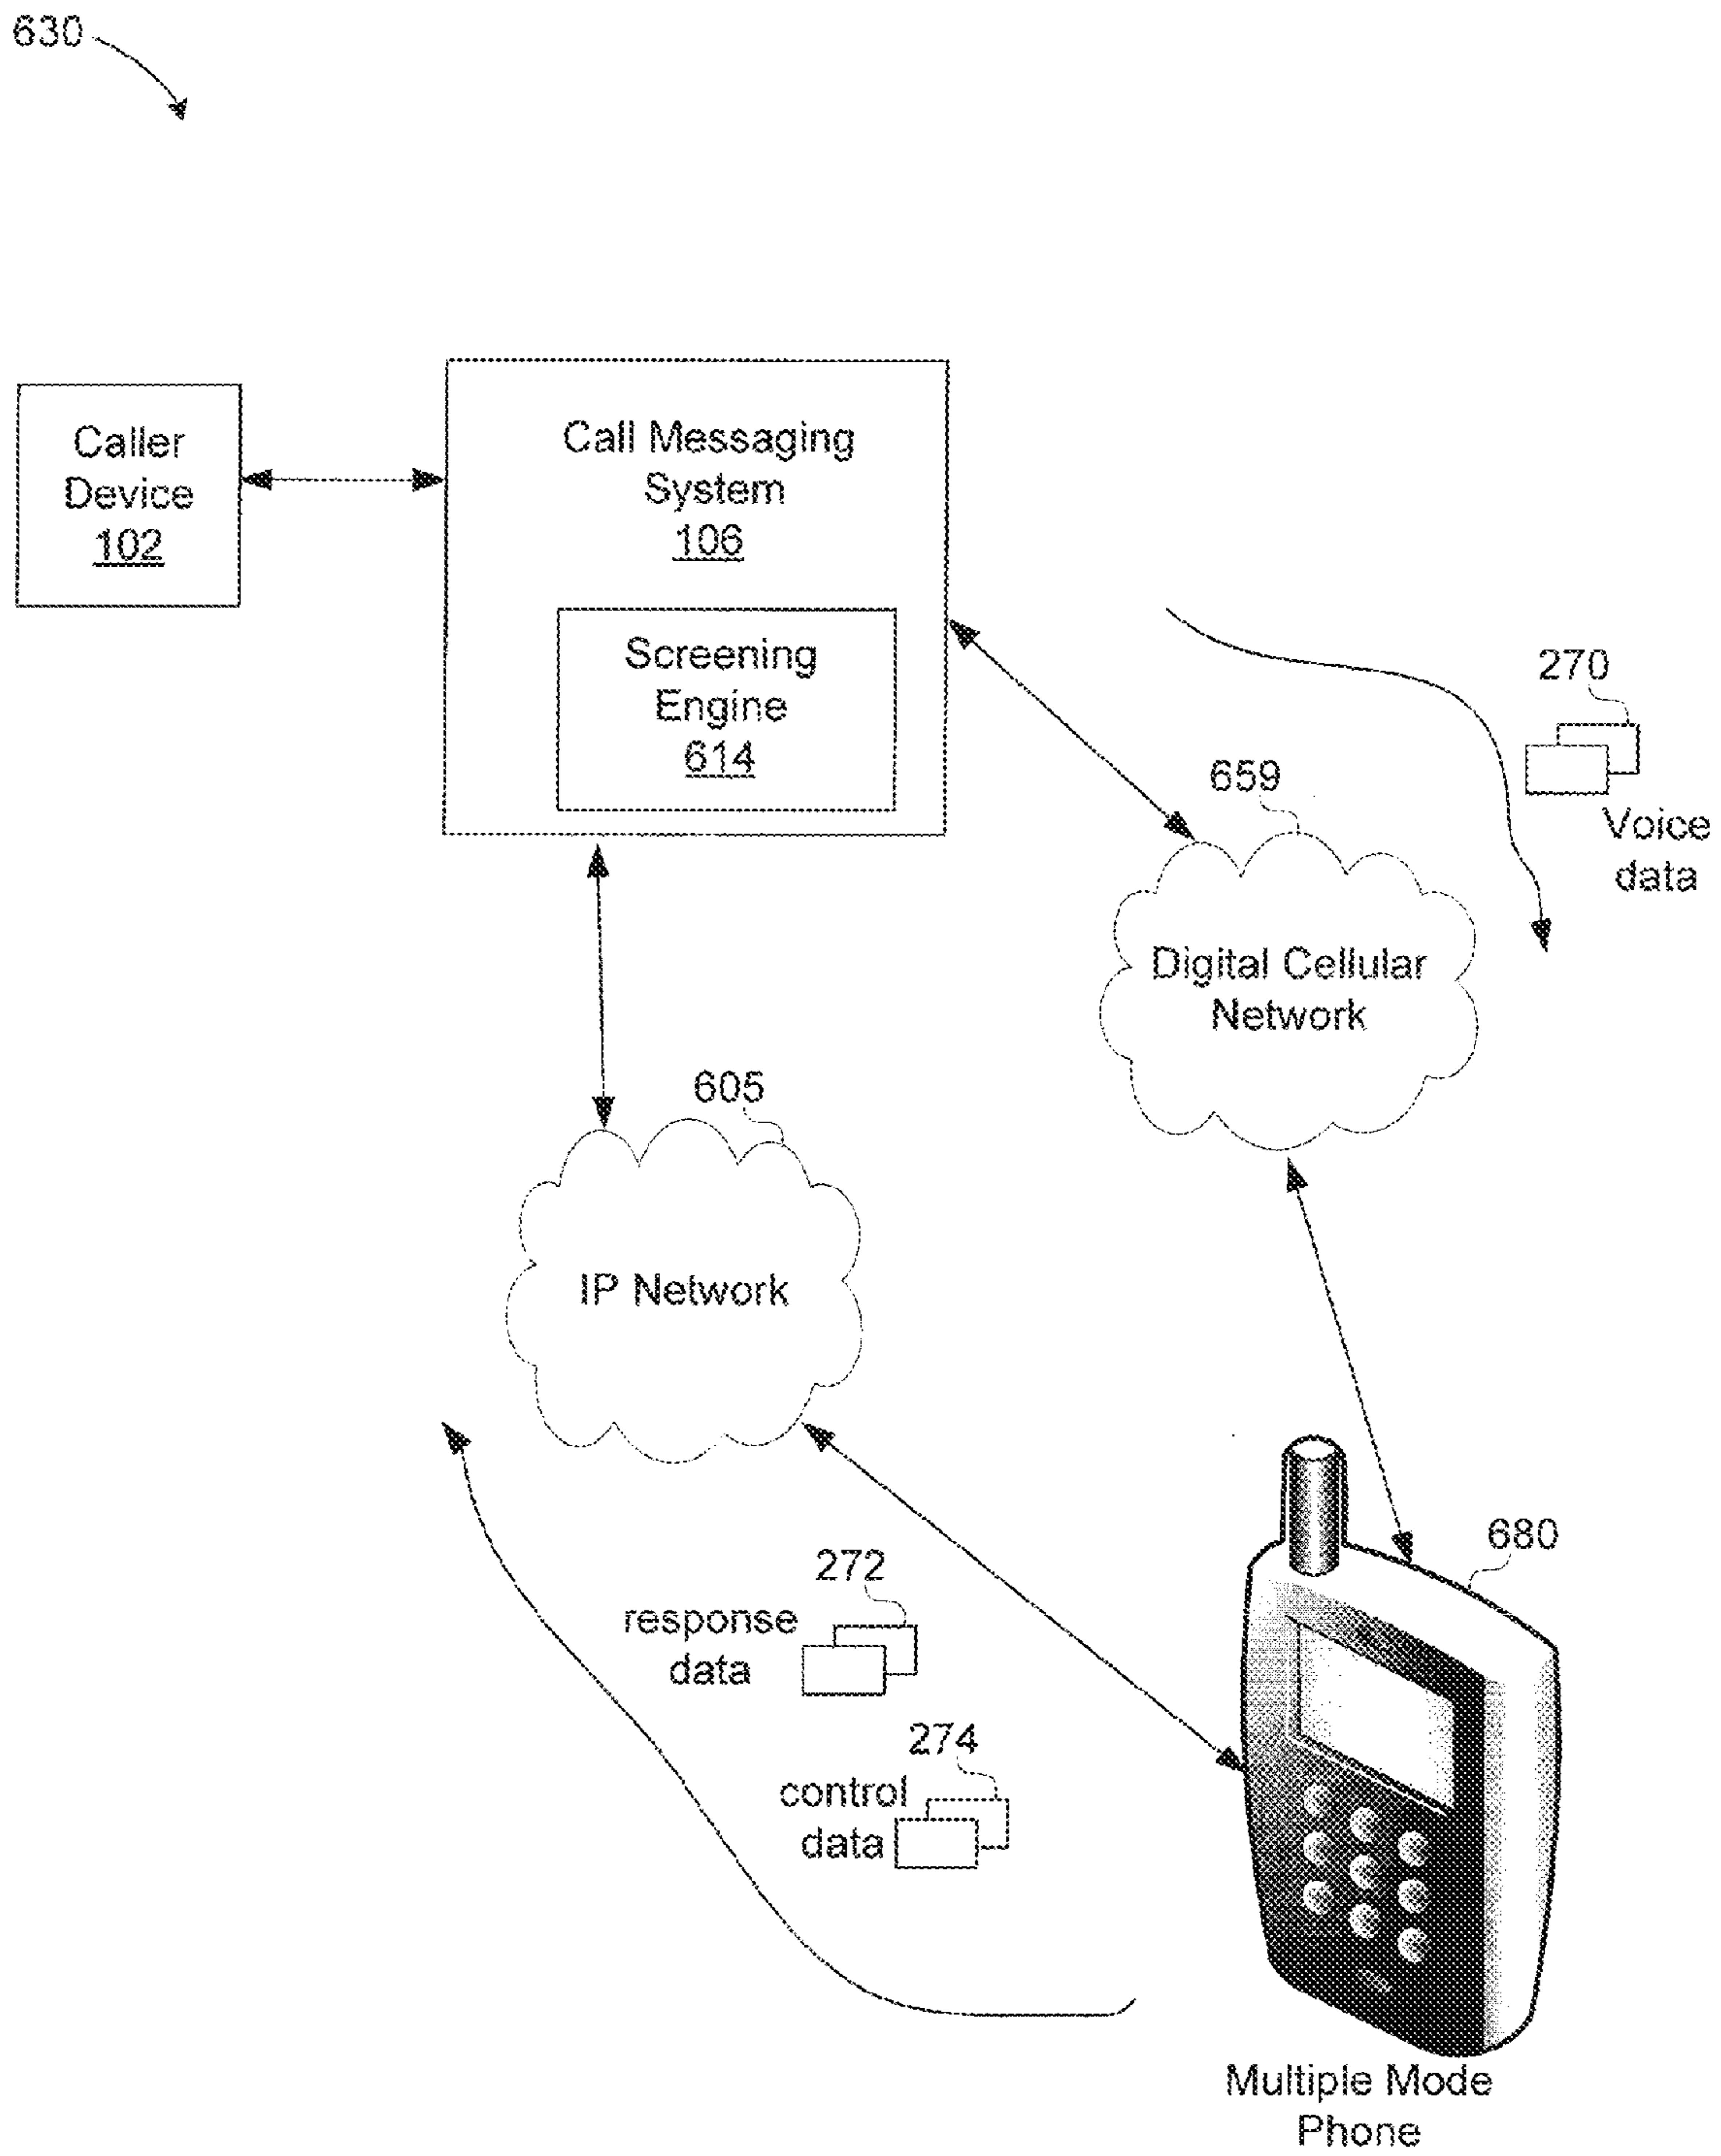 630
Caller
Device
102
Call Messaging
System
106
Screening
Engine
614
270
Voice
data
659
Digital Cellular
Network
605
IP Network
272
response
data
274
control
data
680
Multiple Mode
Phone